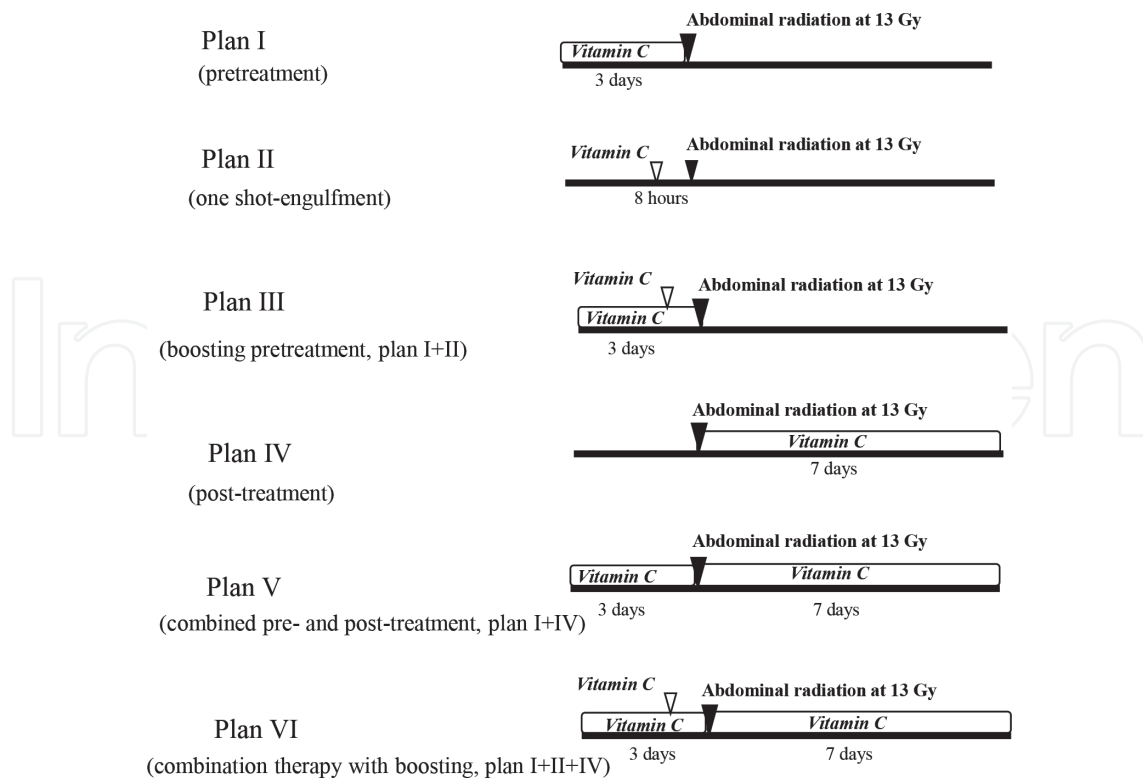 Plan I
(pretreatment)
Abdominal radiation at 13 Gy
Vitamin C
3 days
Plan II
(one shot-engulfment)
Vitamin C
Abdominal radiation at 13 Gy
8 hours
Plan III
(boosting pretreatment, plan I+II)
Vitamin C
Abdominal radiation at 13 Gy
Vitamin C
3 days
Plan IV
(post-treatment)
Abdominal radiation at 13 Gy
Vitamin C
7 days
Plan V
(combined pre- and post-treatment, plan I+IV)
Abdominal radiation at 13 Gy
Vitamin C
Vitamin C
3 days
7 days
Plan VI
(combination therapy with boosting, plan I+II+IV)
Vitamin C
Abdominal radiation at 13 Gy
Vitamin C
Vitamin C
3 days
7 days